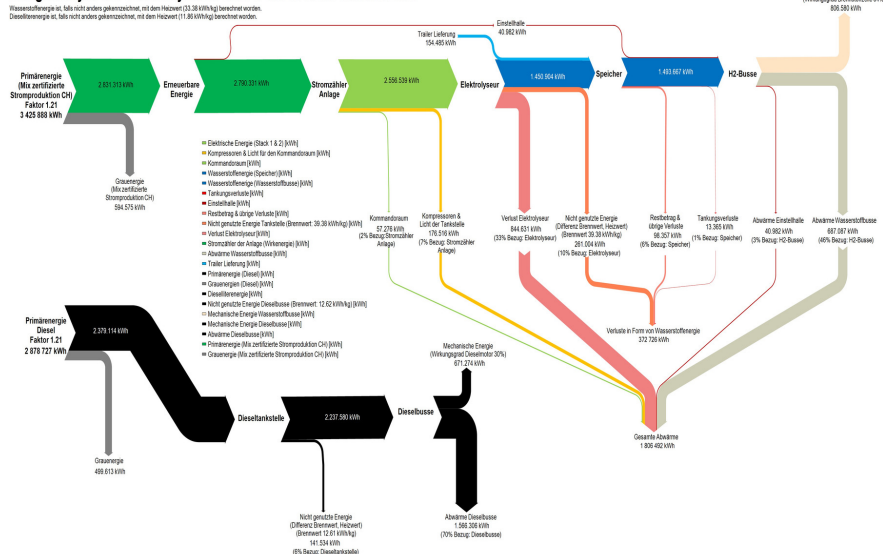 Wasserstoffenergie ist, falls nicht anders gekennzeichnet, mit dem Heizwert (33.38 kWh/kg) berechnet worden.
Dieselliterenergie ist, falls nicht anders gekennzeichnet, mit dem Heizwert (11.86 kWh/kg) berechnet worden.
806.580 kWh
Einstellhalle
40.982 kWh
Trailer Lieferung
154.485 kWh
Primärenergie
(Mix zertifizierte
Stromproduktion CH)
Faktor 1.21
3 425 888 kWh
2.831.313 kWh
Erneuerbare
Energie
2.790.331 kWh
Stromzähler
Anlage
2.556.539 kWh
Elektrolyseur
1.450.904 kWh
Speicher
1.493.667 kWh
H2-Busse
Grauenergie
(Mix zertifizierte
Stromproduktion CH)
594.575 kWh
Elektrische Energie (Stack 1 & 2) [kWh]
Kompressoren & Licht für den Kommandoraum [kWh]
Kommandoraum [kWh]
Wasserstoffenergie (Speicher) [kWh]
Wasserstoffenerige (Wasserstoffbusse) [kWh]
Tankungsverluste [kWh]
Einstellhalle [kWh]
Restbetrag & übrige Verluste [kWh]
Nicht genutzte Energie Tankstelle (Brennwert: 39.38 kWh/kg) [kWh]
Verlust Elektrolyseur [kWh]
Stromzähler der Anlage (Wirkenergie) [kWh]
Abwärme Wasserstoffbusse [kWh]
Trailer Lieferung [kWh]
Primärenergie (Diesel) [kWh]
Grauenergien (Diesel) [kWh]
Dieselliterenergie [kWh]
Nicht genutzte Energie Dieselbusse (Brennwert: 12.62 kWh/kg) [kWh]
Mechanische Energie Wasserstoffbusse [kWh]
Mechanische Energie Dieselbusse [kWh]
Abwärme Dieselbusse [kWh]
Primärenergie (Mix zertifizierte Stromproduktion CH) [kWh]
Grauenergie (Mix zertifizierte Stromproduktion CH) [kWh]
Kommandoraum
57.276 kWh
(2% Bezug:Stromzähler
Anlage)
Kompressoren &
Licht der Tankstelle
176.516 kWh
(7% Bezug: Stromzähler
Anlage)
Verlust Elektrolyseur
844.631 kWh
(33% Bezug: Elektrolyseur)
Nicht genutzte Energie
(Differenz Brennwert, Heizwert)
(Brennwert 39.38 kWh/kg)
261.004 kWh
(10% Bezug: Elektrolyseur)
Restbetrag &
übrige Verluste
98.357 kWh
(6% Bezug: Speicher)
Tankungsverluste
13.365 kWh
(1% Bezug: Speicher)
Abwärme Einstellhalle
40.982 kWh
(3% Bezug: H2-Busse)
Abwärme Wasserstoffbusse
687.087 kWh
(46% Bezug: H2-Busse)
Verluste in Form von Wasserstoffenergie
372 726 kWh
Gesamte Abwärme
1 806 492 kWh
Primärenergie
Diesel
Faktor 1.21
2 878 727 kWh
2.379.114 kWh
Grauenergie
499.613 kWh
Dieseltankstelle
2.237.580 kWh
Dieselbusse
Mechanische Energie
(Wirkungsgrad Dieselmotor 30%)
671.274 kWh
Nicht genutzte Energie
(Differenz Brennwert, Heizwert)
(Brennwert 12.61 kWh/kg)
141.534 kWh
(6% Bezug: Dieseltankstelle)
Abwärme Dieselbusse
1.566.306 kWh
(70% Bezug: Dieselbusse)